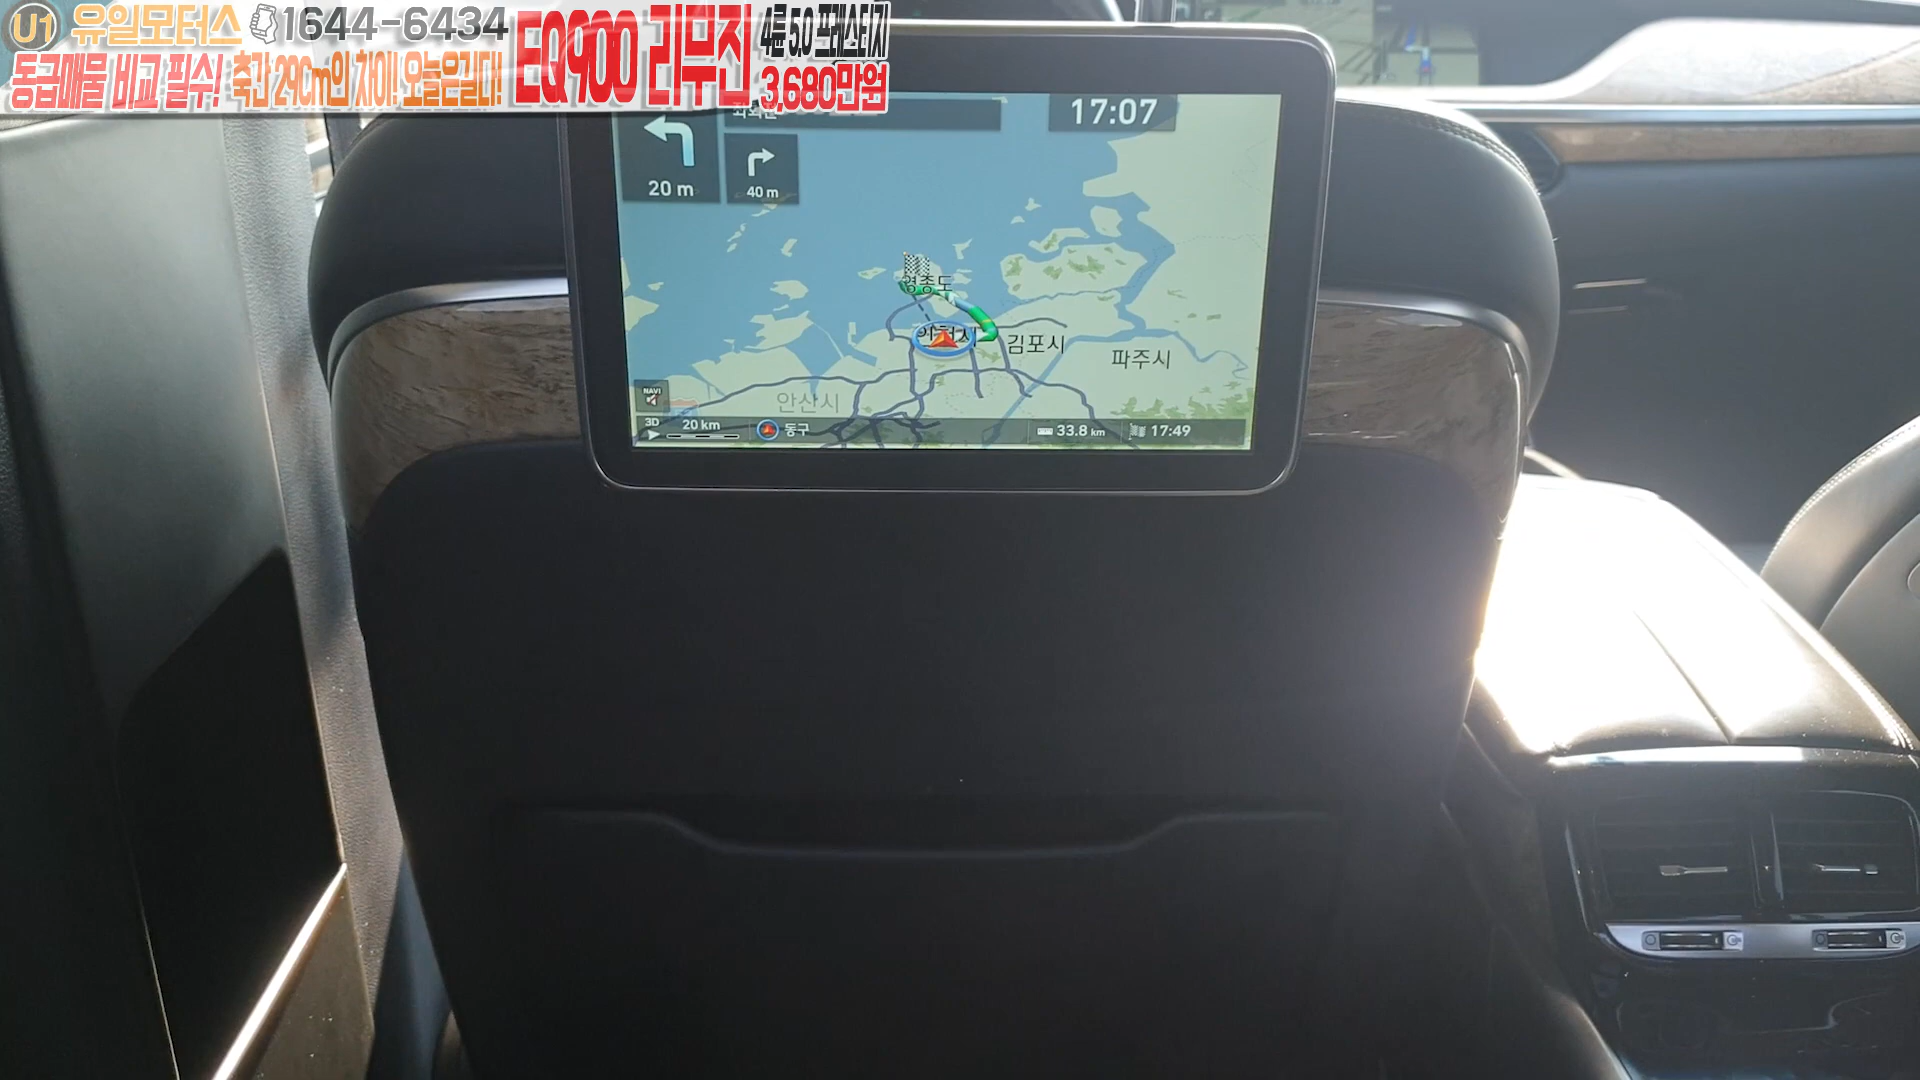 U1 유일모터스 1644-6434
동급매물 비교 필수! 축간 29Cm의 차이! 오늘은길다!
EQ900 리무진
4륜 5.0 프레스티지
3,680만원
17:07
20 m
40 m
영종도
김포시
파주시
안산시
NAVI
3D
20 km
동구
33.8 km
17:49